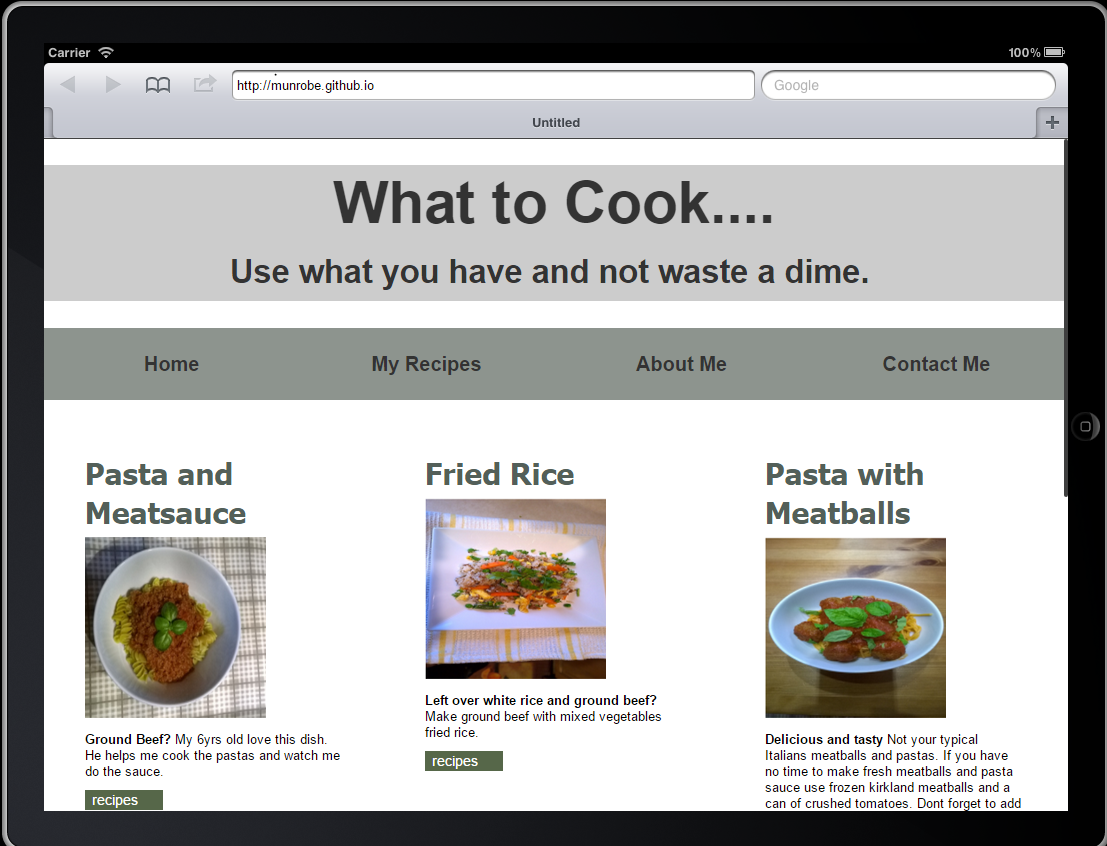 Carrier
100%
http://munrobe.github.io
Google
Untitled
What to Cook....
Use what you have and not waste a dime.
Home
My Recipes
About Me
Contact Me
Pasta and
Meatsauce
Ground Beef? My 6yrs old love this dish.
He helps me cook the pastas and watch me
do the sauce.
recipes
Fried Rice
Left over white rice and ground beef?
Make ground beef with mixed vegetables
fried rice.
recipes
Pasta with
Meatballs
Delicious and tasty Not your typical
Italians meatballs and pastas. If you have
no time to make fresh meatballs and pasta
sauce use frozen kirkland meatballs and a
can of crushed tomatoes. Dont forget to add